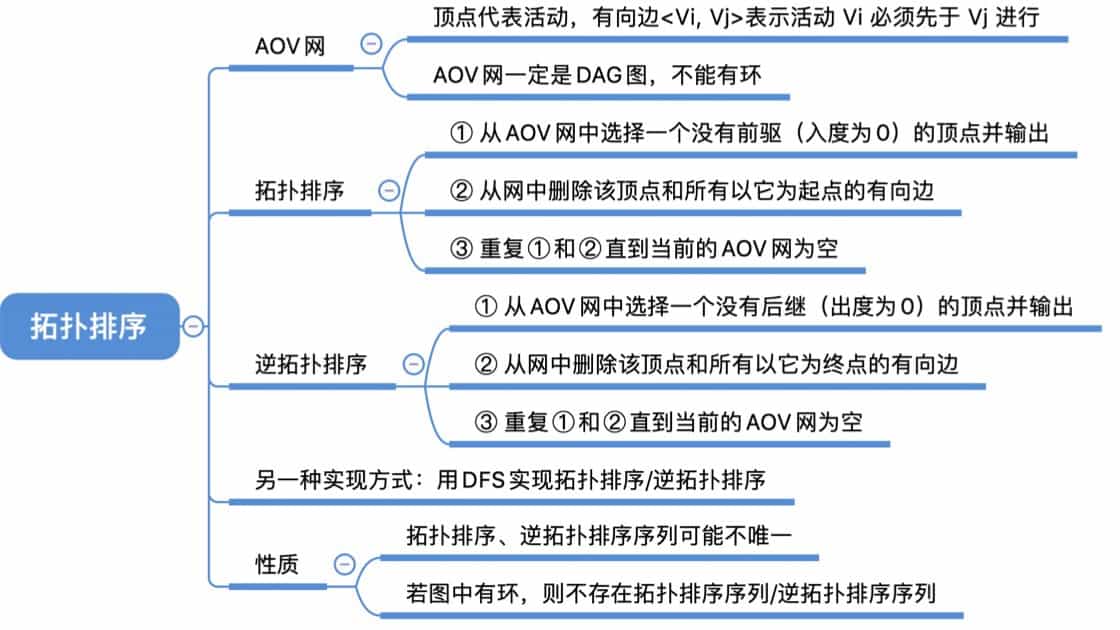 拓扑排序
AOV网
顶点代表活动，有向边<Vi, Vj>表示活动 Vi 必须先于 Vj 进行
AOV网一定是DAG图，不能有环
拓扑排序
① 从AOV网中选择一个没有前驱（入度为0）的顶点并输出
② 从网中删除该顶点和所有以它为起点的有向边
③ 重复①和②直到当前的AOV网为空
逆拓扑排序
① 从AOV网中选择一个没有后继（出度为0）的顶点并输出
② 从网中删除该顶点和所有以它为终点的有向边
③ 重复①和②直到当前的AOV网为空
另一种实现方式：用DFS实现拓扑排序/逆拓扑排序
性质
拓扑排序、逆拓扑排序序列可能不唯一
若图中有环，则不存在拓扑排序序列/逆拓扑排序序列